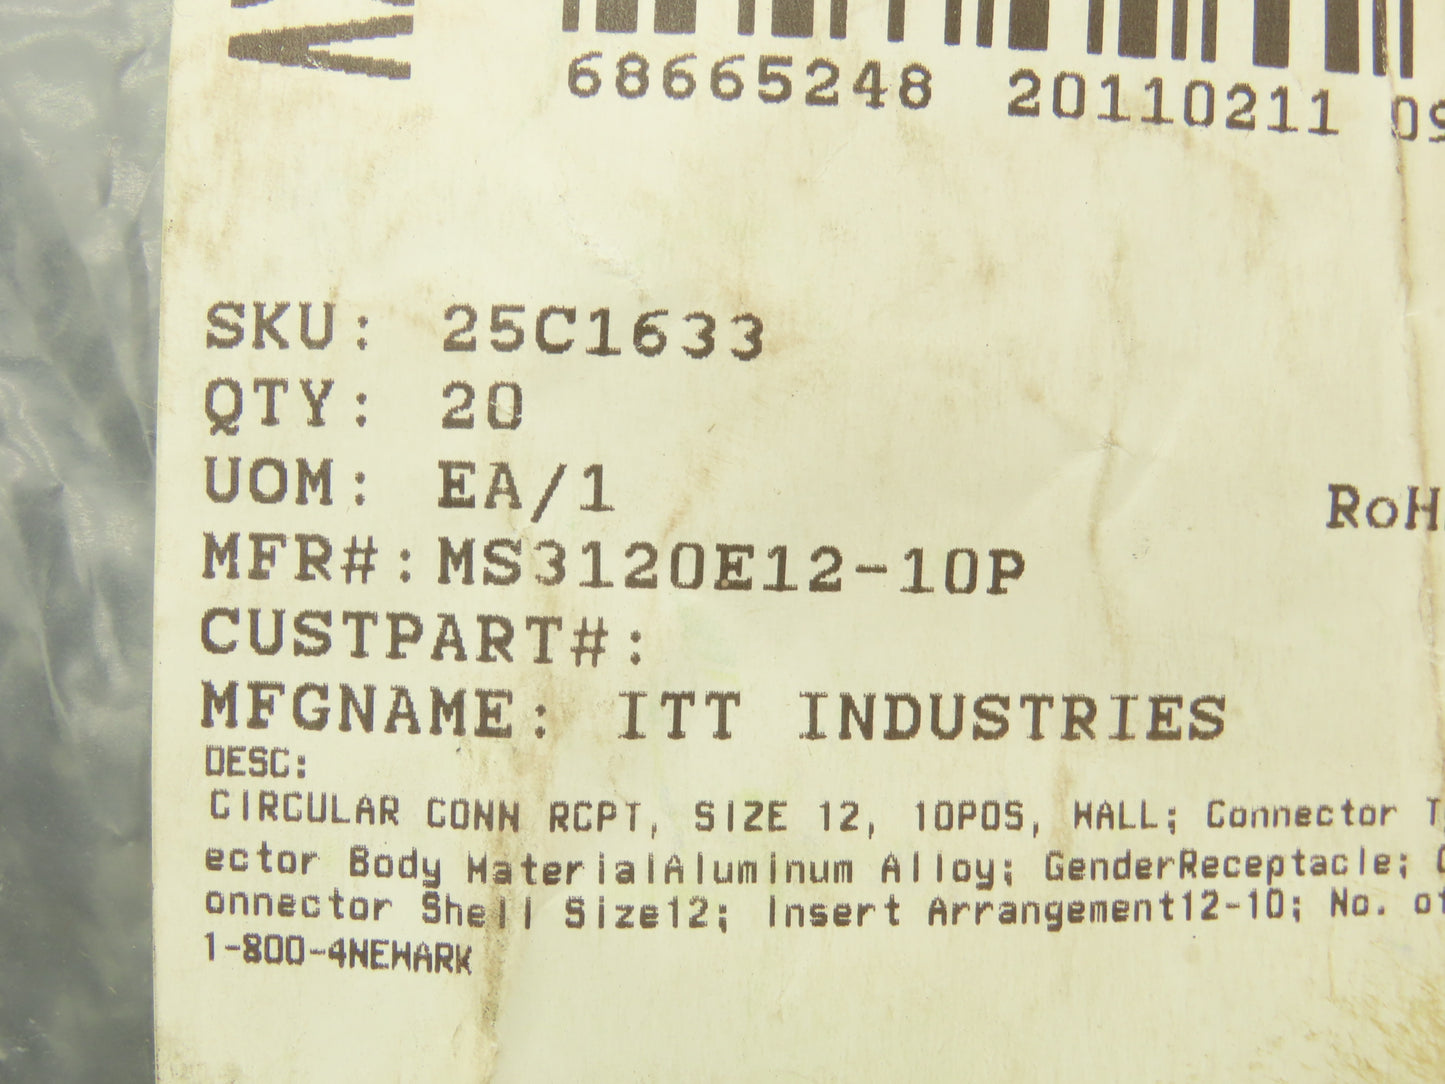 68665248 20110211 09
SKU: 25C1633
QTY: 20
UOM: EA/1
RoH
MFR#:MS3120E12-10P
CUSTPART#:
MFGNAME: ITT INDUSTRIES
DESC:
CIRCULAR CONN RCPT, SIZE 12, 10POS, WALL; Connector T
ector Body MaterialAluminum Alloy; GenderReceptacle; C
onnector Shell Size12; Insert Arrangement12-10; No. of
1-800-4NEWARK